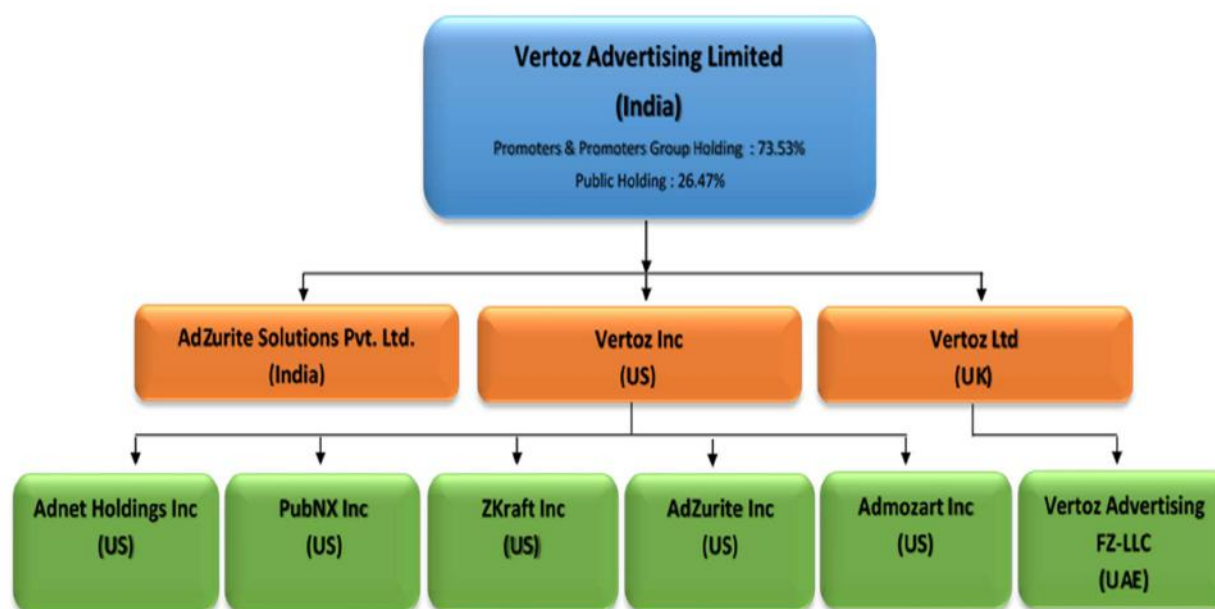 Vertoz Advertising Limited
(India)
Promoters & Promoters Group Holding : 73.53%
Public Holding : 26.47%
AdZurite Solutions Pvt. Ltd.
(India)
Vertoz Inc
(US)
Vertoz Ltd
(UK)
Adnet Holdings Inc
(US)
PubNX Inc
(US)
ZKraft Inc
(US)
AdZurite Inc
(US)
Admozart Inc
(US)
Vertoz Advertising
FZ-LLC
(UAE)